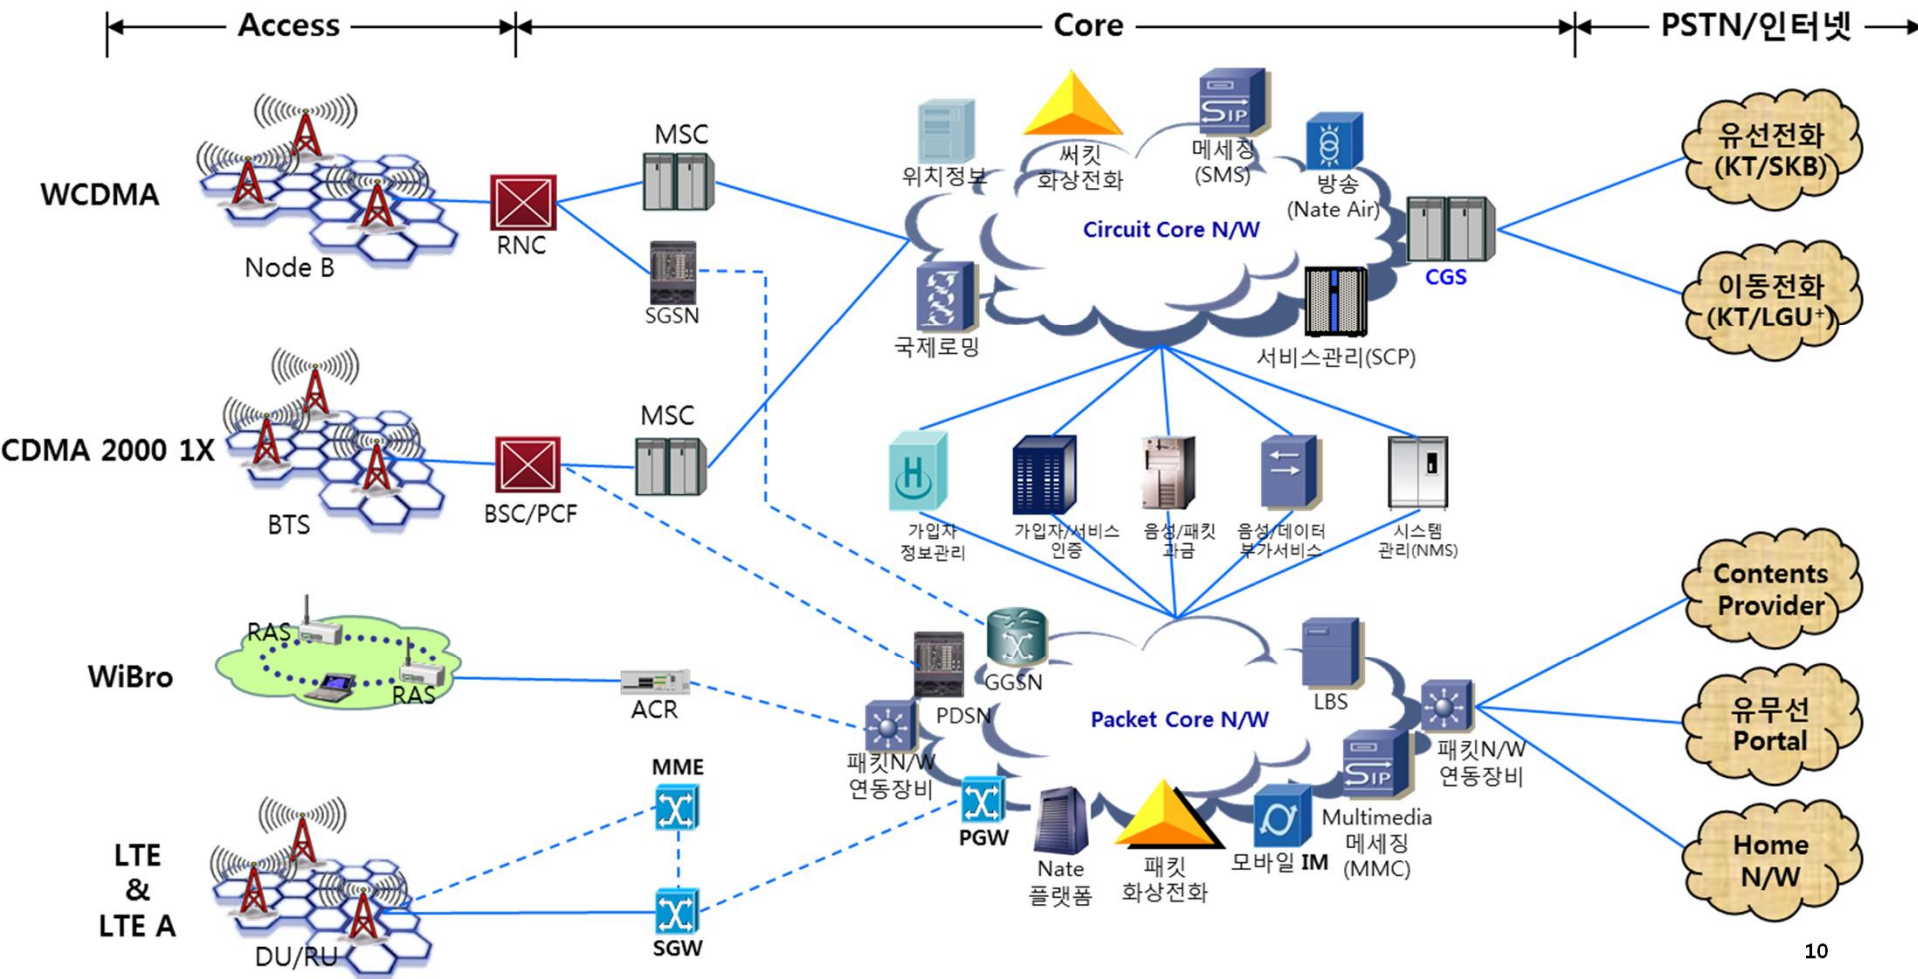 Access
Core
PSTN/인터넷
WCDMA
Node B
RNC
MSC
SGSN
위치정보
써킷
화상전화
메세징
(SMS)
방송
(Nate Air)
Circuit Core N/W
국제로밍
서비스관리(SCP)
CGS
유선전화
(KT/SKB)
이동전화
(KT/LGU+)
CDMA 2000 1X
BTS
BSC/PCF
MSC
가입자
정보관리
가입자/서비스
인증
음성/패킷
과금
음성/데이터
부가서비스
시스템
관리(NMS)
WiBro
RAS
RAS
ACR
PDSN
GGSN
패킷N/W
연동장비
Packet Core N/W
LBS
패킷N/W
연동장비
Contents
Provider
유무선
Portal
Home
N/W
LTE
&
LTE A
DU/RU
MME
SGW
PGW
Nate
플랫폼
패킷
화상전화
모바일 IM
Multimedia
메세징
(MMC)
SIP
SIP
H
10